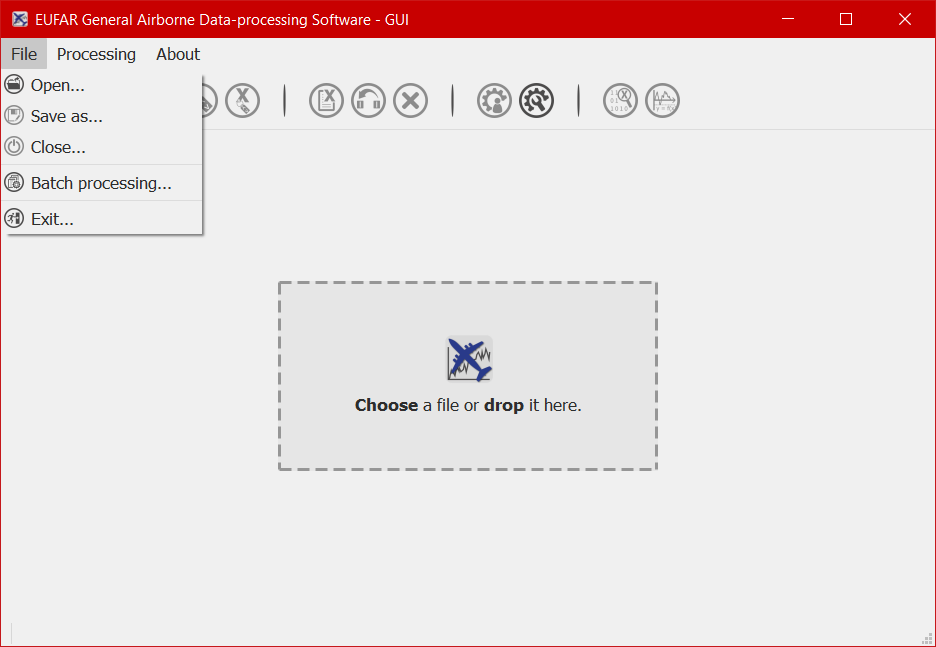 EUFAR General Airborne Data-processing Software - GUI
File Processing About
Open...
Save as...
Close...
Batch processing...
Exit...
Choose a file or drop it here.